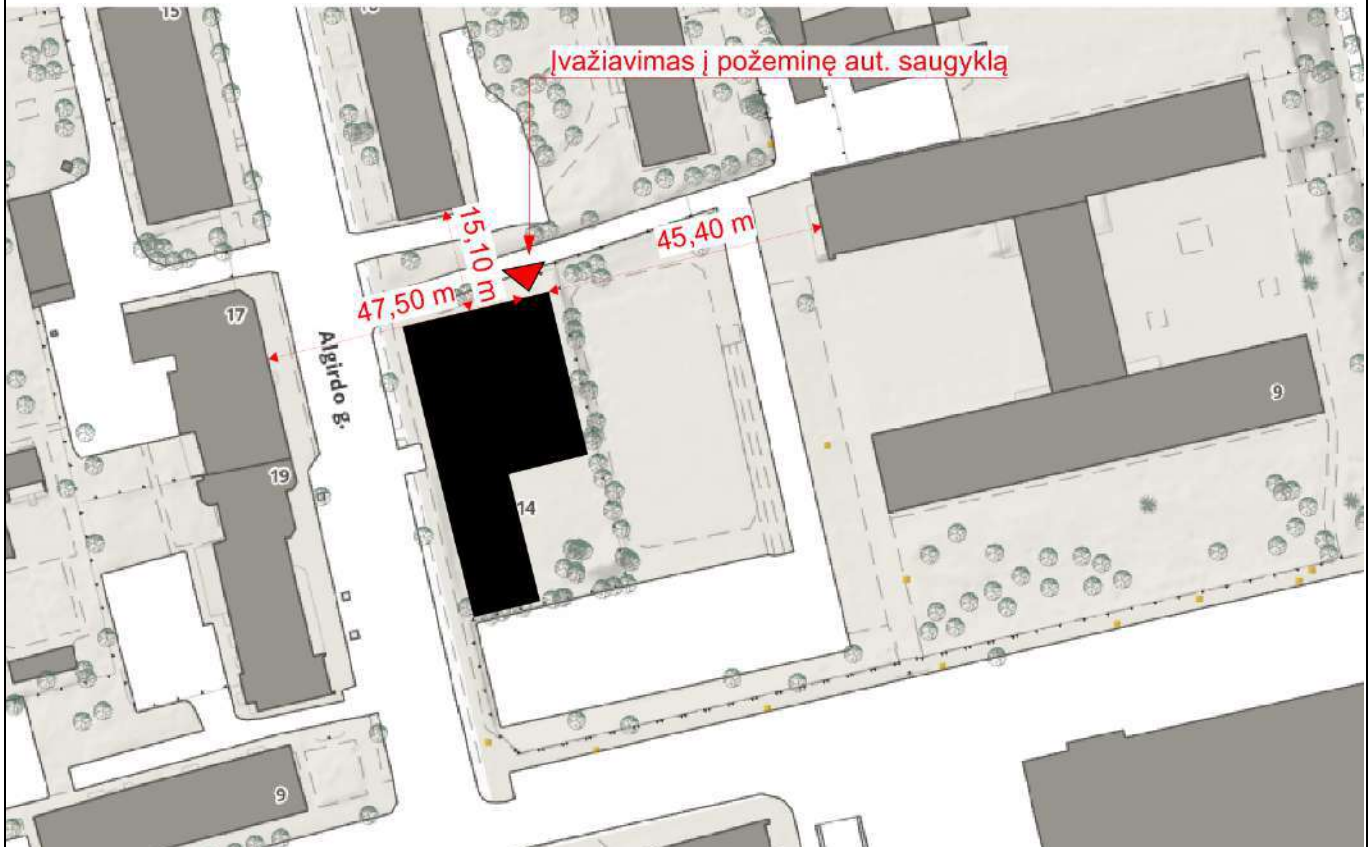 15
Įvažiavimas į požeminę aut. saugyklą
15,10 m
45,40 m
47,50 m
17
Algirdo g.
9
19
14
9